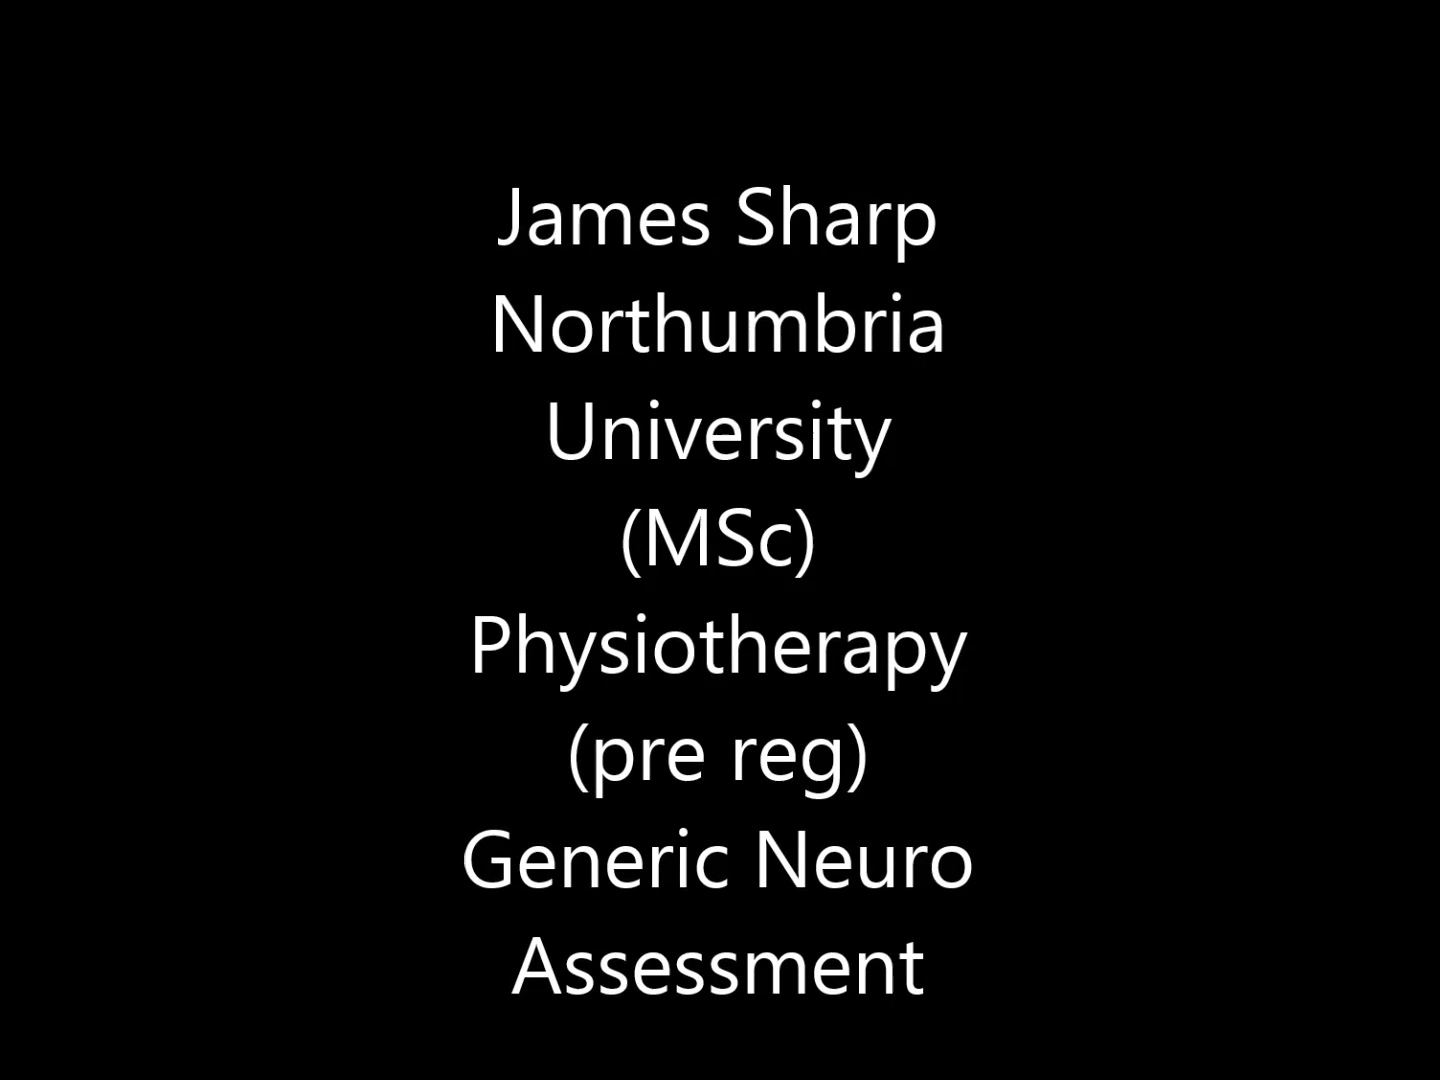 James Sharp
Northumbria
University
(MSc)
Physiotherapy
(pre reg)
Generic Neuro
Assessment